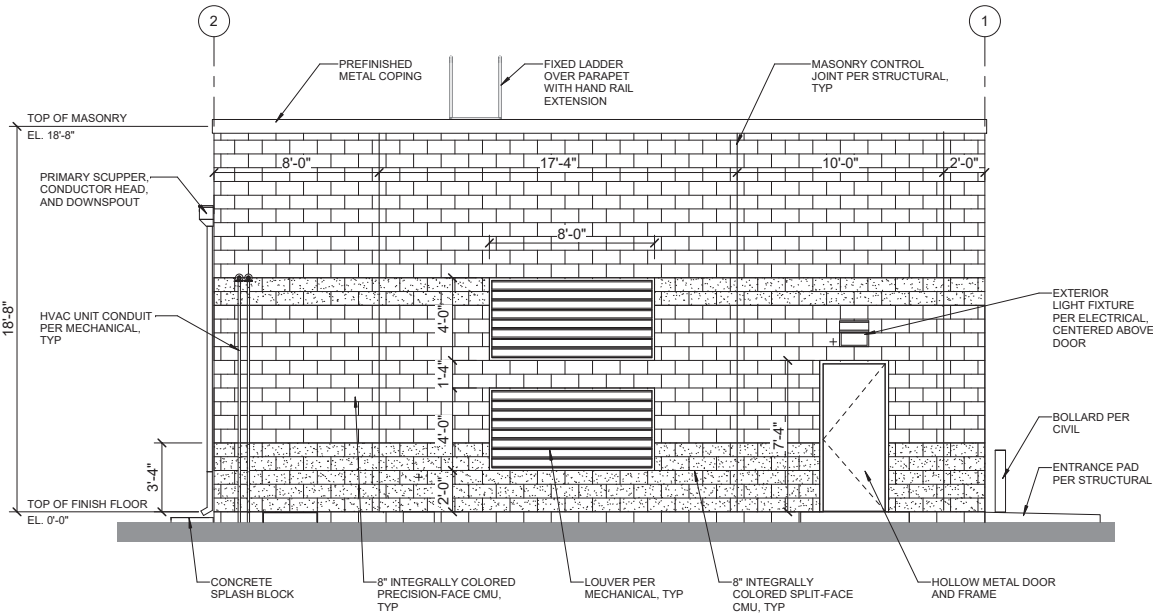 2
1
PREFINISHED
METAL COPING
FIXED LADDER
OVER PARAPET
WITH HAND RAIL
EXTENSION
MASONRY CONTROL
JOINT PER STRUCTURAL,
TYP
TOP OF MASONRY
EL. 18'-8"
8'-0"
17'-4"
10'-0"
2'-0"
PRIMARY SCUPPER,
CONDUCTOR HEAD,
AND DOWNSPOUT
8'-0"
18'-8"
HVAC UNIT CONDUIT
PER MECHANICAL,
TYP
4'-0"
1'-4"
4'-0"
2'-0"
EXTERIOR
LIGHT FIXTURE
PER ELECTRICAL,
CENTERED ABOVE
DOOR
7'-4"
BOLLARD PER
CIVIL
3'-4"
ENTRANCE PAD
PER STRUCTURAL
TOP OF FINISH FLOOR
EL. 0'-0"
CONCRETE
SPLASH BLOCK
8" INTEGRALLY COLORED
PRECISION-FACE CMU,
TYP
LOUVER PER
MECHANICAL, TYP
8" INTEGRALLY
COLORED SPLIT-FACE
CMU, TYP
HOLLOW METAL DOOR
AND FRAME